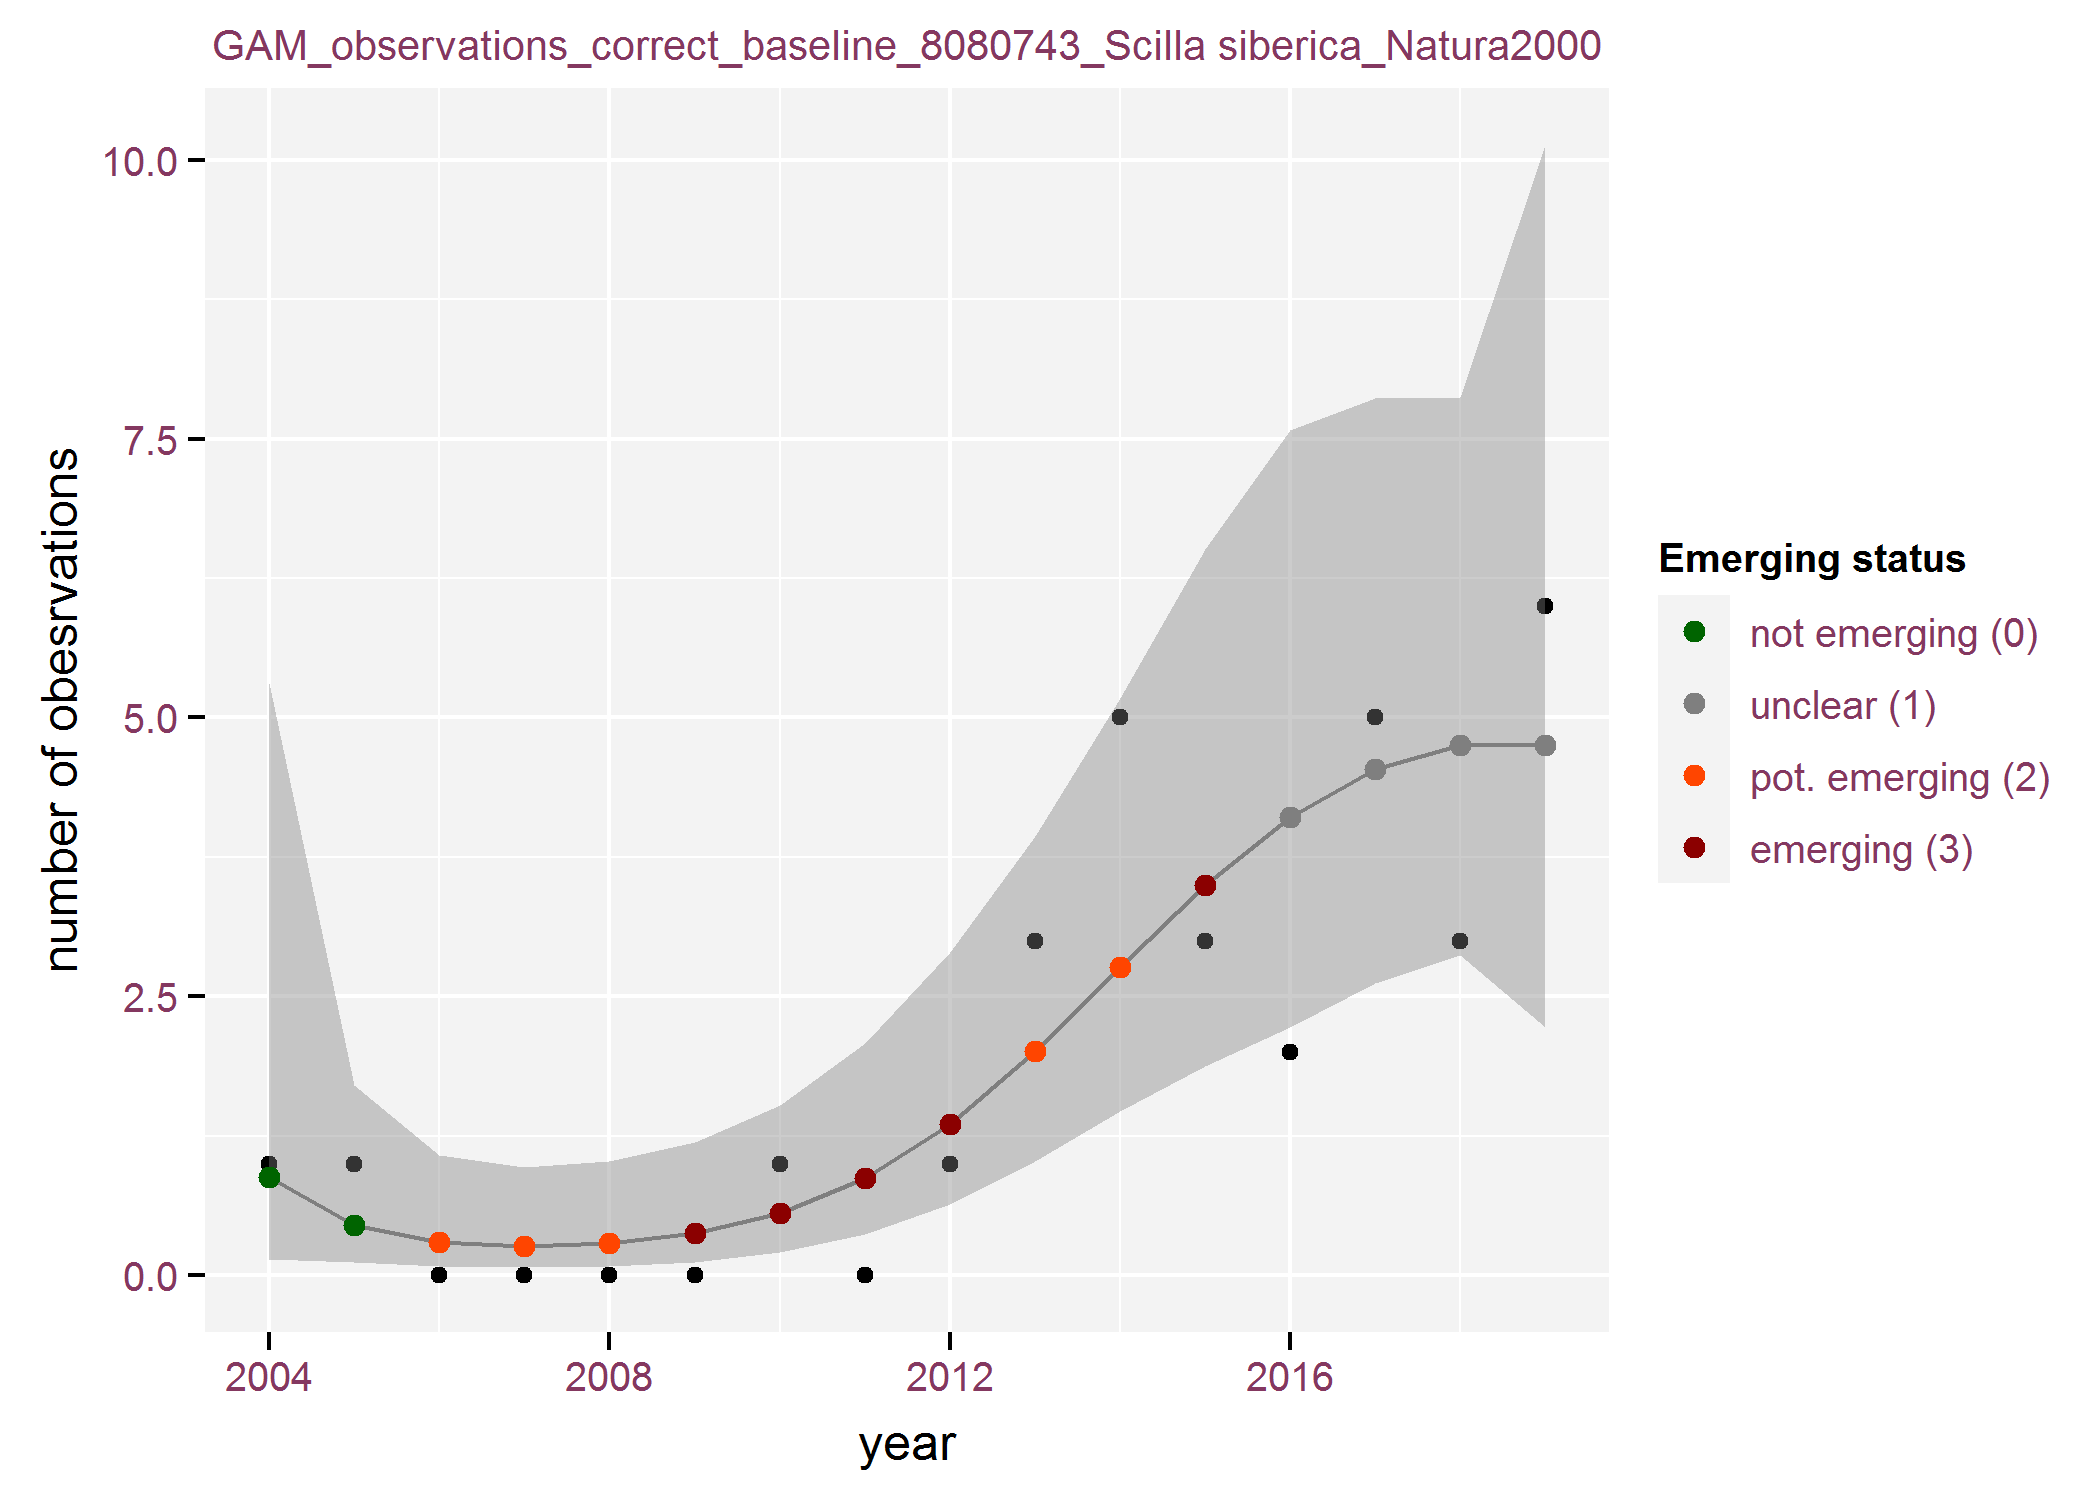 GAM_observations_correct_baseline_8080743_Scilla siberica_Natura2000
10.0
7.5
5.0
2.5
0.0
number of obesrvations
2004
2008
2012
2016
year
Emerging status
not emerging (0)
unclear (1)
pot. emerging (2)
emerging (3)